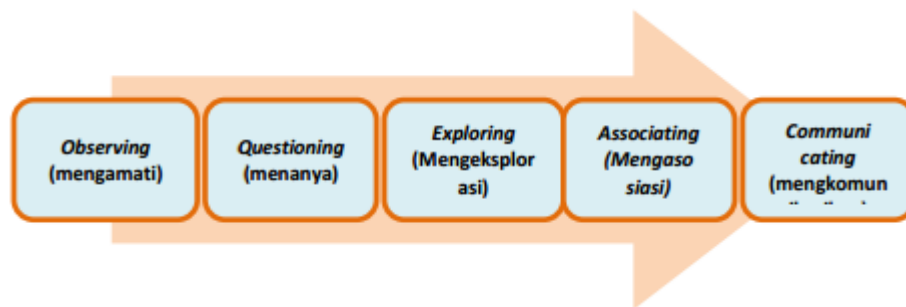 Observing
(mengamati)
Questioning
(menanya)
Exploring
(Mengeksplor
asi)
Associating
(Mengaso
siasi)
Communi
cating
(mengkomun